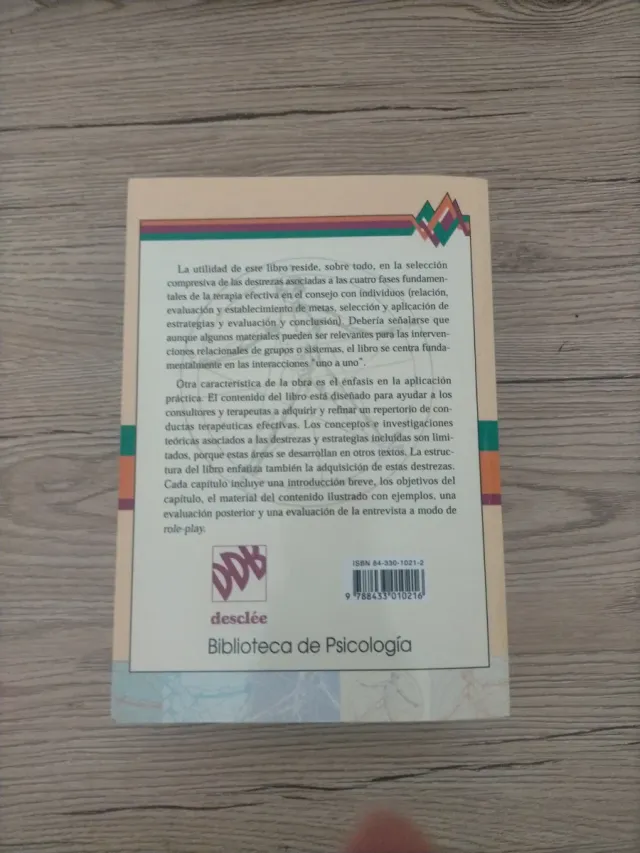 La utilidad de este libro reside, sobre todo, en la selección
compresiva de las destrezas asociadas a las cuatro fases fundamen-
tales de la terapia efectiva en el consejo con individuos (relación,
evaluación y establecimiento de metas, selección y aplicación de
estrategias y evaluación y conclusión). Debería señalarse que
aunque algunos materiales pueden ser relevantes para las interven-
ciones relacionales de grupos o sistemas, el libro se centra funda-
mentalmente en las interacciones "uno a uno".
Otra característica de la obra es el énfasis en la aplicación
práctica. El contenido del libro está diseñado para ayudar a los
consultores y terapeutas a adquirir y refinar un repertorio de con-
ductas terapéuticas efectivas. Los conceptos e investigaciones
teóricas asociados a las destrezas y estrategias incluidas son limi-
tados, porque estas áreas se desarrollan en otros textos. La estruc-
tura del libro enfatiza también la adquisición de estas destrezas.
Cada capítulo incluye una introducción breve, los objetivos del
capítulo, el material del contenido ilustrado con ejemplos, una
evaluación posterior y una evaluación de la entrevista a modo de
role-play.
DDB
desclée
ISBN 84-330-1021-2
9 788433 010216
Biblioteca de Psicología